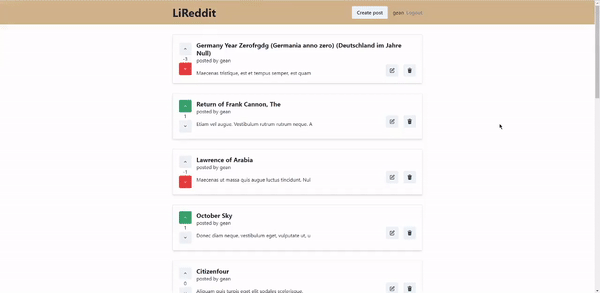 LiReddit
Create post
gean Logout
Germany Year Zerofrgdg (Germania anno zero) (Deutschland im Jahre
Null)
posted by gean
-3
Maecenas tristique, est et tempus semper, est quam
Return of Frank Cannon, The
posted by gean
1
Etiam vel augue. Vestibulum rutrum rutrum neque. A
Lawrence of Arabia
posted by gean
-1
Maecenas ut massa quis augue luctus tincidunt. Nul
October Sky
posted by gean
1
Donec diam neque, vestibulum eget, vulputate ut, u
Citizenfour
posted by gean
0
Aliquam quis turpis eget elit sodales scelerisque.